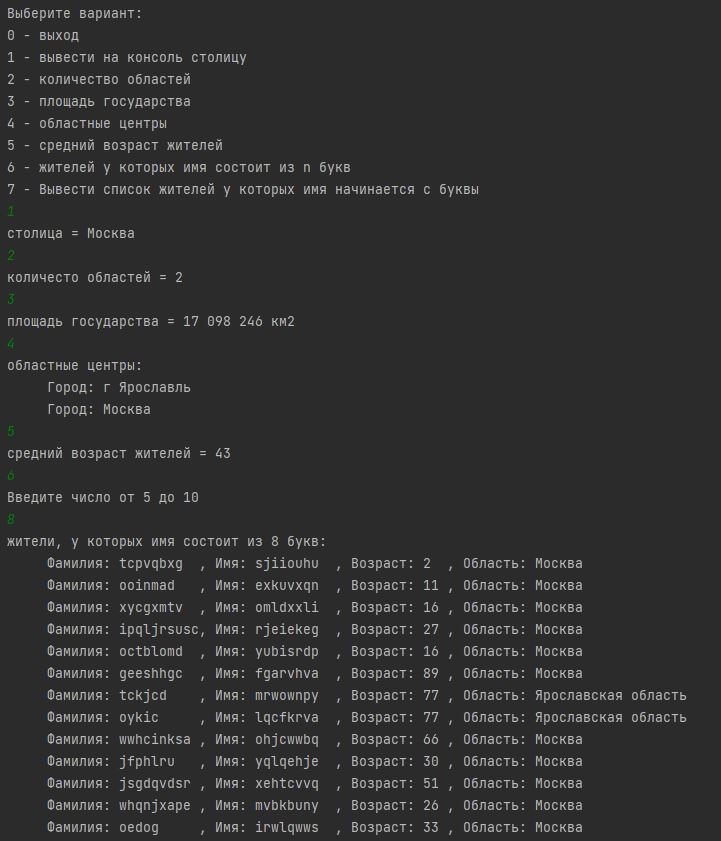 Выберите вариант:
0 - выход
1 - вывести на консоль столицу
2 - количество областей
3 - площадь государства
4 - областные центры
5 - средний возраст жителей
6 - жителей у которых имя состоит из n букв
7 - Вывести список жителей у которых имя начинается с буквы
1
столица = Москва
2
количесто областей = 2
3
площадь государства = 17 098 246 км2
4
областные центры:
Город: г Ярославль
Город: Москва
5
средний возраст жителей = 43
6
Введите число от 5 до 10
8
жители, у которых имя состоит из 8 букв:
Фамилия: tcpvqbxg , Имя: sjiiouhu , Возраст: 2 , Область: Москва
Фамилия: ooinmad , Имя: exkuvxqn , Возраст: 11 , Область: Москва
Фамилия: xycgxmtv , Имя: omldxxli , Возраст: 16 , Область: Москва
Фамилия: ipqljrsusc, Имя: rjeiekeg , Возраст: 27 , Область: Москва
Фамилия: octblomd , Имя: yubisrdp , Возраст: 16 , Область: Москва
Фамилия: geeshhgc , Имя: fgarvhva , Возраст: 89 , Область: Москва
Фамилия: tckjcd , Имя: mrwownpy , Возраст: 77 , Область: Ярославская область
Фамилия: oykic , Имя: lqcfkrva , Возраст: 77 , Область: Ярославская область
Фамилия: wwhcinksa , Имя: ohjcwwbq , Возраст: 66 , Область: Москва
Фамилия: jfphlru , Имя: yqlqehje , Возраст: 30 , Область: Москва
Фамилия: jsgdqvdsr , Имя: xehtcvvq , Возраст: 51 , Область: Москва
Фамилия: whqnjxape , Имя: mvbkbuny , Возраст: 26 , Область: Москва
Фамилия: oedog , Имя: irwlqwws , Возраст: 33 , Область: Москва